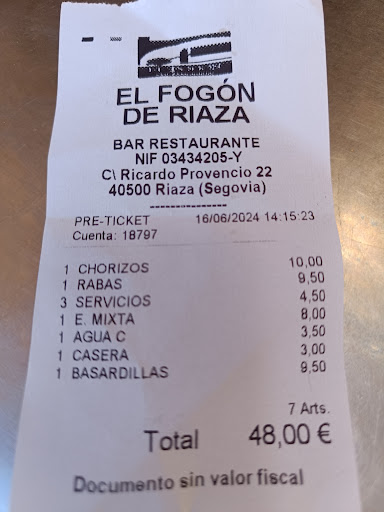 EL FOGÓN
DE RIAZA
BAR RESTAURANTE
NIF 03434205-Y
C\ Ricardo Provencio 22
40500 Riaza (Segovia)
PRE-TICKET 16/06/2024 14:15:23
Cuenta: 18797
1 CHORIZOS 10,00
1 RABAS 9,50
3 SERVICIOS 4,50
1 E. MIXTA 8,00
1 AGUA C 3,50
1 CASERA 3,00
1 BASARDILLAS 9,50
7 Arts.
Total 48,00 €
Documento sin valor fiscal